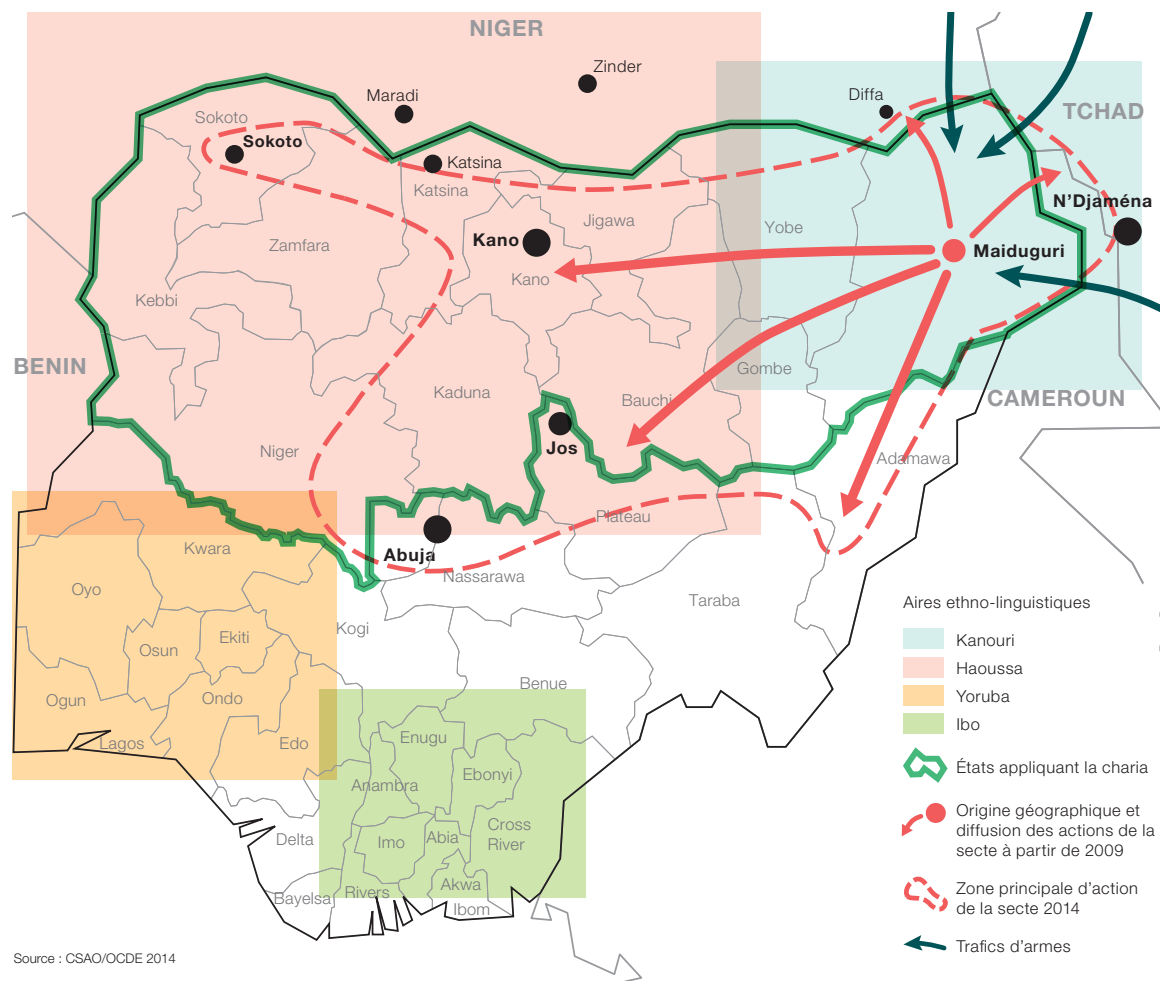 NIGER
Zinder
Maradi
Diffa
TCHAD
Sokoto
Sokoto
Katsina
Katsina
N'Djaména
Kano
Jigawa
Yobe
Zamfara
Maiduguri
Kano
Kebbi
BENIN
Gombe
Kaduna
Bauchi
CAMEROUN
Jos
Niger
Adamawa
Plateau
Abuja
Kwara
Nassarawa
Oyo
Taraba
Kogi
Ekiti
Osun
Benue
Ogun
Ondo
Lagos
Edo
Enugu
Ebonyi
Anambra
Delta
Imo
Abia
Cross
River
Bayelsa
Rivers
Akwa
Ibom
Aires ethno-linguistiques
Kanouri
Haoussa
Yoruba
Ibo
États appliquant la charia
Origine géographique et
diffusion des actions de la
secte à partir de 2009
Zone principale d'action
de la secte 2014
Trafics d'armes
Source : CSAO/OCDE 2014